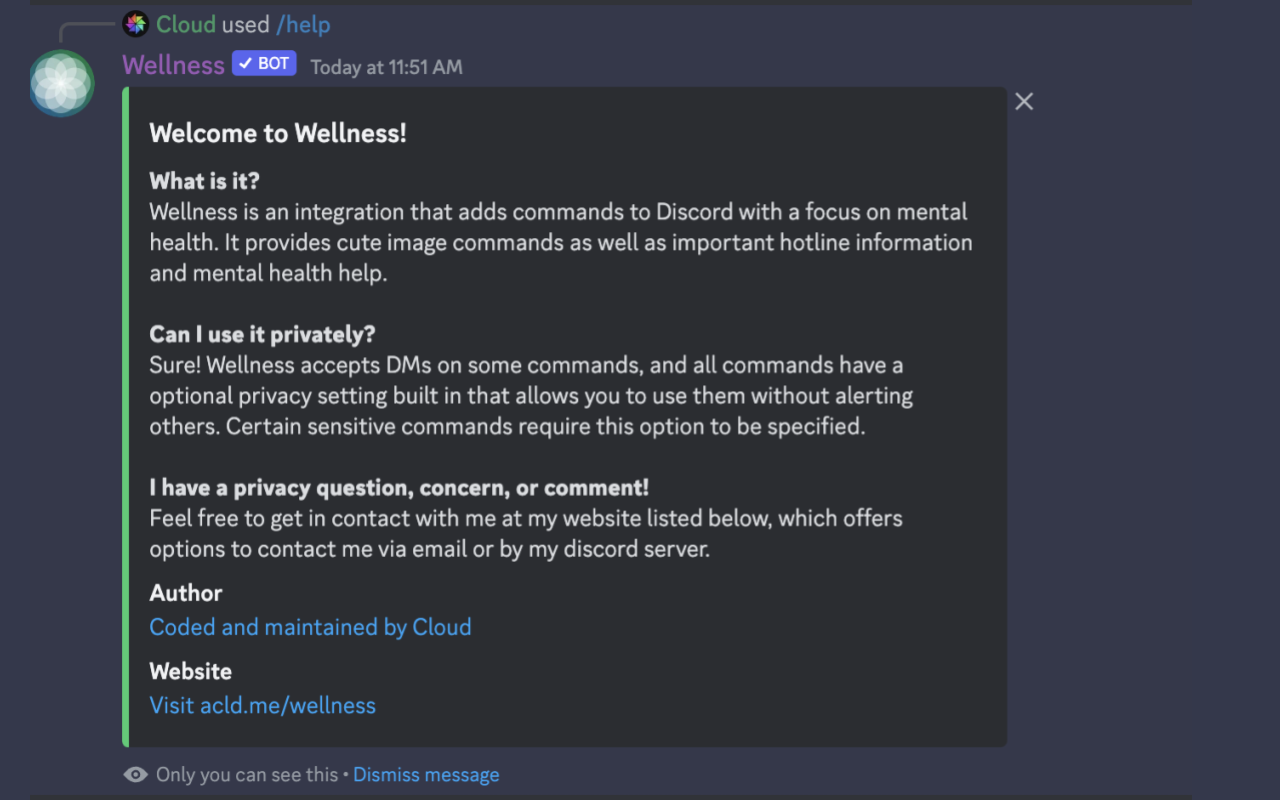 Cloud used /help
Wellness ✓ BOT Today at 11:51 AM
Welcome to Wellness!
What is it?
Wellness is an integration that adds commands to Discord with a focus on mental
health. It provides cute image commands as well as important hotline information
and mental health help.
Can I use it privately?
Sure! Wellness accepts DMs on some commands, and all commands have a
optional privacy setting built in that allows you to use them without alerting
others. Certain sensitive commands require this option to be specified.
I have a privacy question, concern, or comment!
Feel free to get in contact with me at my website listed below, which offers
options to contact me via email or by my discord server.
Author
Coded and maintained by Cloud
Website
Visit acld.me/wellness
Only you can see this • Dismiss message